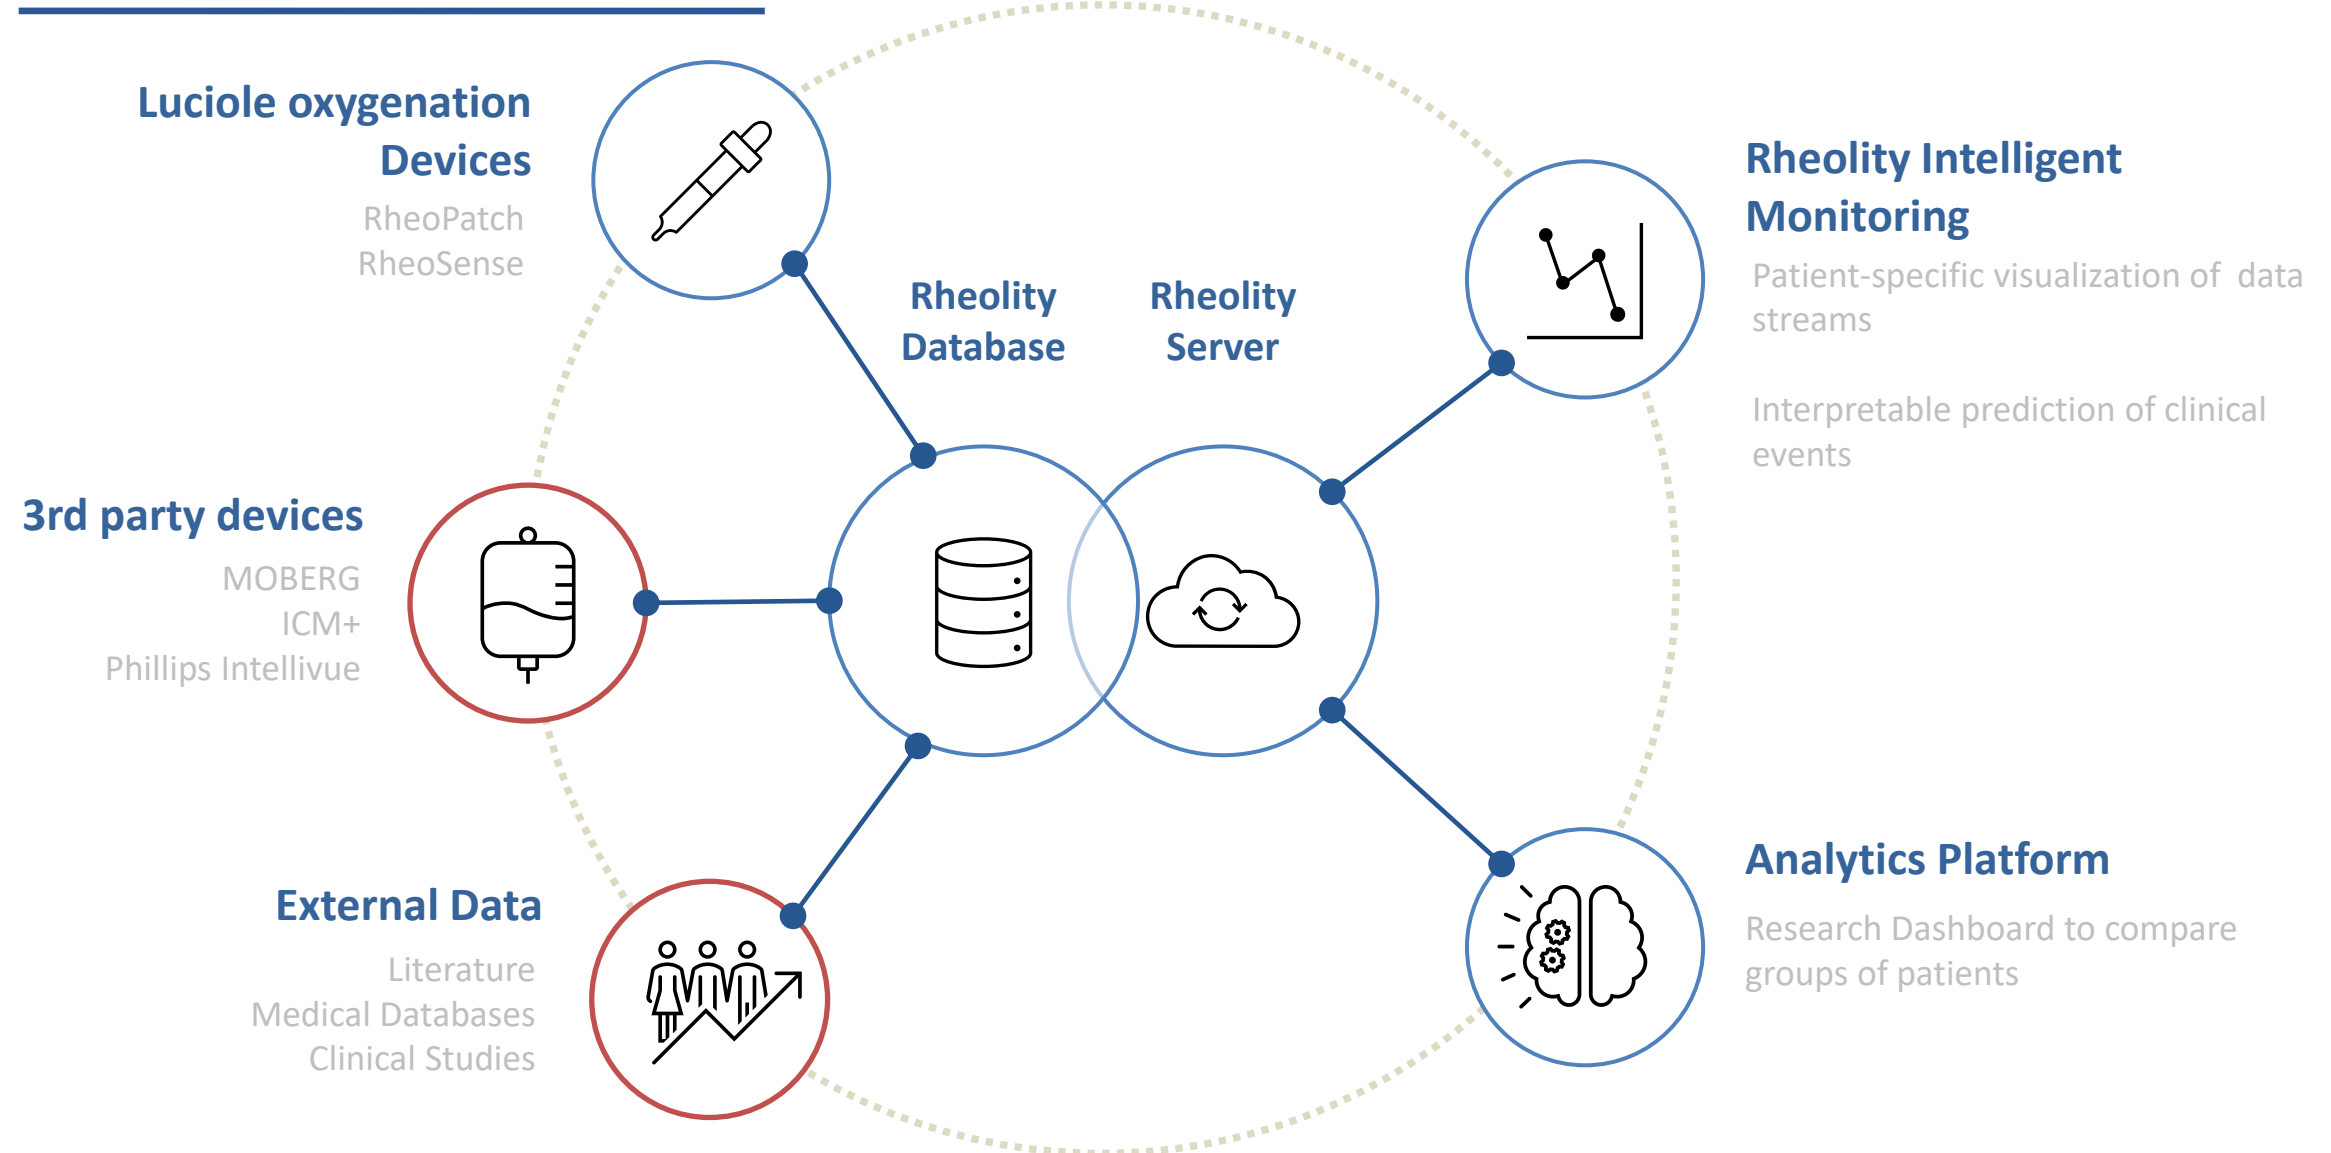 Luciole oxygenation
Devices
RheoPatch
RheoSense
3rd party devices
MOBERG
ICM+
Phillips Intellivue
External Data
Literature
Medical Databases
Clinical Studies
Rheolity
Database
Rheolity
Server
Rheolity Intelligent
Monitoring
Patient-specific visualization of data
streams
Interpretable prediction of clinical
events
Analytics Platform
Research Dashboard to compare
groups of patients